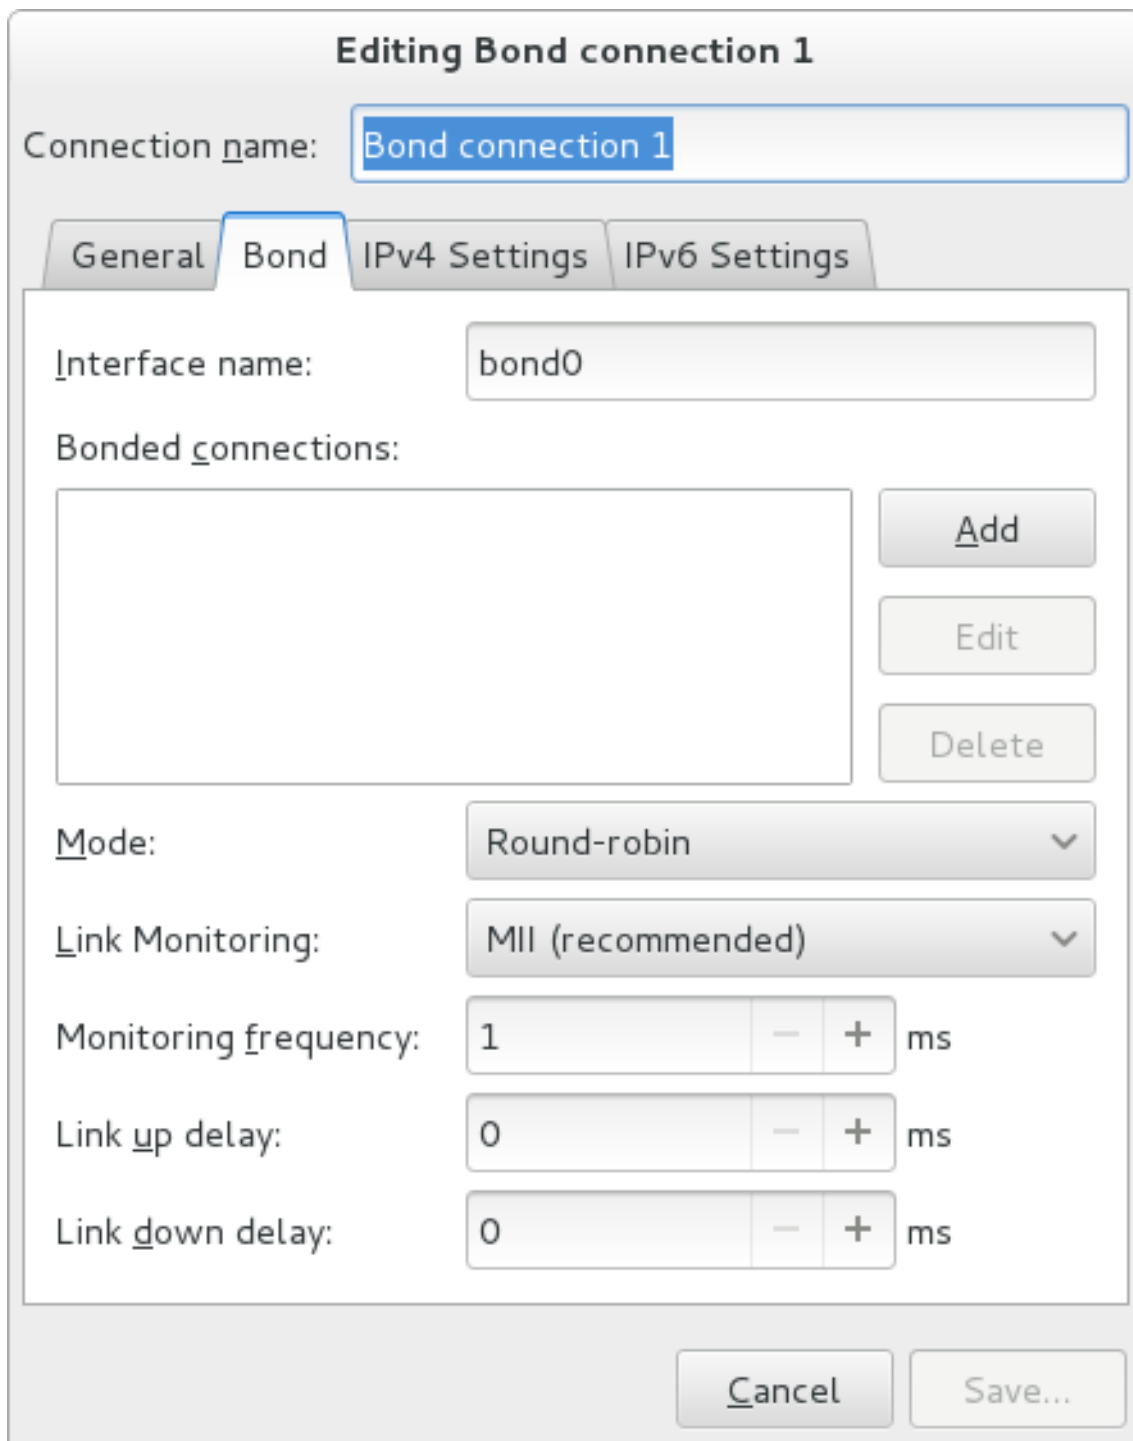 Editing Bond connection 1
Connection name: Bond connection 1
General Bond IPv4 Settings IPv6 Settings
Interface name: bond0
Bonded connections:
Add
Edit
Delete
Mode: Round-robin
Link Monitoring: MII (recommended)
Monitoring frequency: 1 − + ms
Link up delay: 0 − + ms
Link down delay: 0 − + ms
Cancel Save...